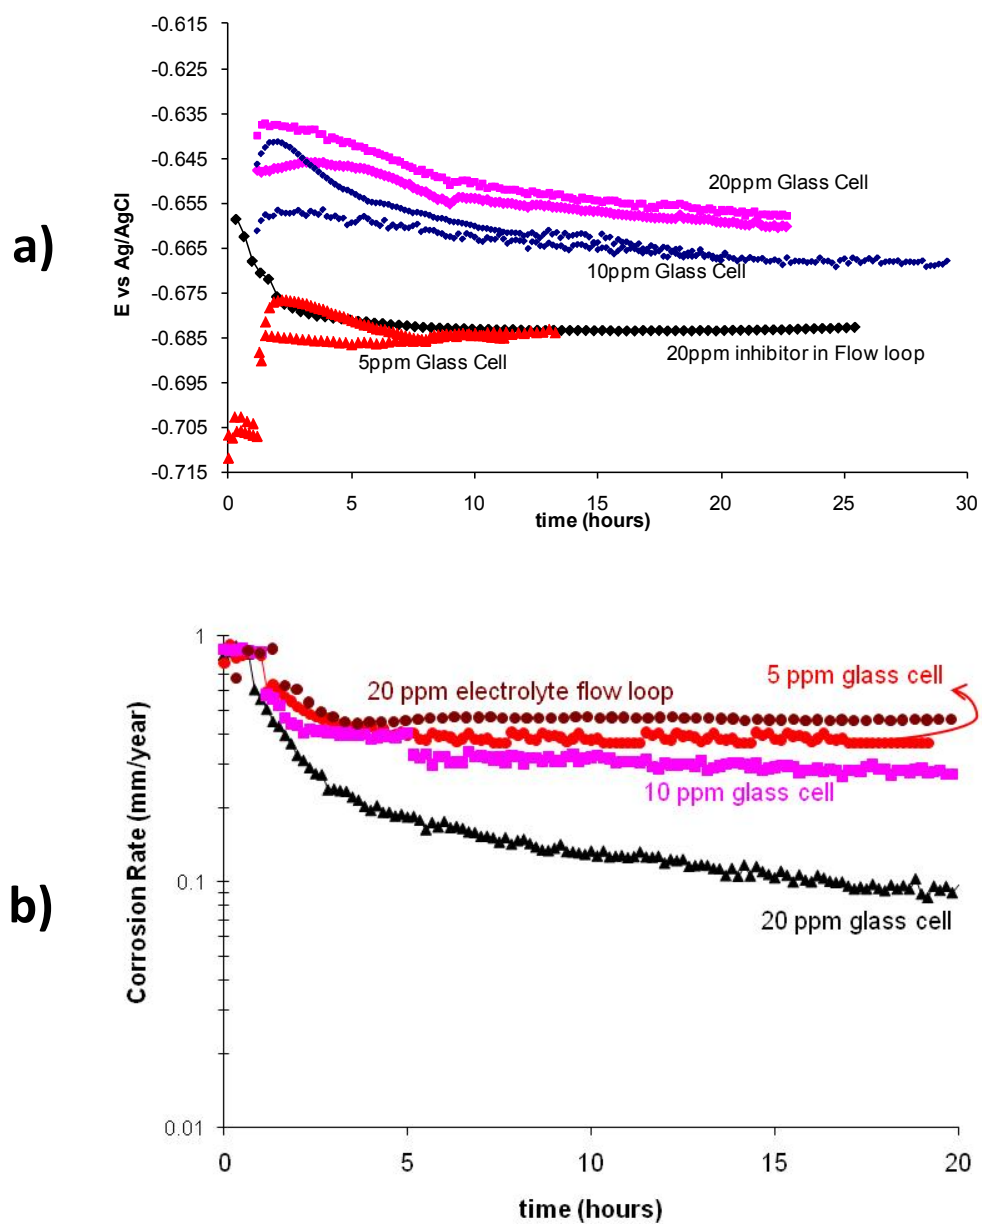 a)
E vs Ag/AgCl
-0.615
-0.625
-0.635
-0.645
-0.655
-0.665
-0.675
-0.685
-0.695
-0.705
-0.715
20ppm Glass Cell
10ppm Glass Cell
20ppm inhibitor in Flow loop
5ppm Glass Cell
0 5 10 15 20 25 30
time (hours)
b)
Corrosion Rate (mm/year)
1
0.1
0.01
5 ppm glass cell
20 ppm electrolyte flow loop
10 ppm glass cell
20 ppm glass cell
0 5 10 15 20
time (hours)